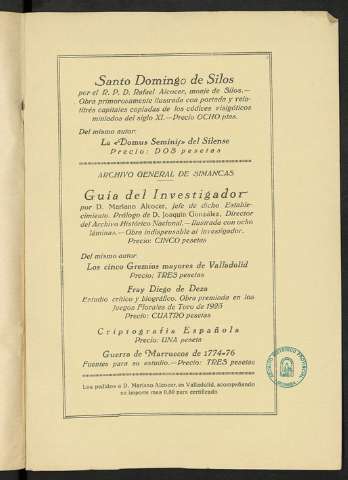 Santo Domingo de Silos
por el R. P. D. Rafael Alcocer, monje de Silos.—
Obra primorosamente ilustrada con portada y vein-
titrés capitales copiadas de los códices visigóticos
miniados del siglo XI.—Precio OCHO ptas.
Del mismo autor:
La «Domus Seminis» del Silense
Precio: DOS pesetas
ARCHIVO GENERAL DE SIMANCAS
Guía del Investigador
por D. Mariano Alcocer, jefe de dicho Estable-
cimiento. Prólogo de D. Joaquín González, Director
del Archivo Histórico Nacional.—Ilustrada con ocho
láminas.—Obra indispensable al investigador.
Precio: CINCO pesetas
Del mismo autor:
Los cinco Gremios mayores de Valladolid
Precio: TRES pesetas
Fray Diego de Deza
Estudio crítico y biográfico. Obra premiada en los
Juegos Florales de Toro de 1925
Precio: CUATRO pesetas
Criptografía Española
Precio: UNA peseta
Guerra de Marruecos de 1774-76
Fuentes para su estudio.—Precio: TRES pesetas
Los pedidos a D. Mariano Alcocer, en Valladolid, acompañando
su importe mas 0,50 para certificado